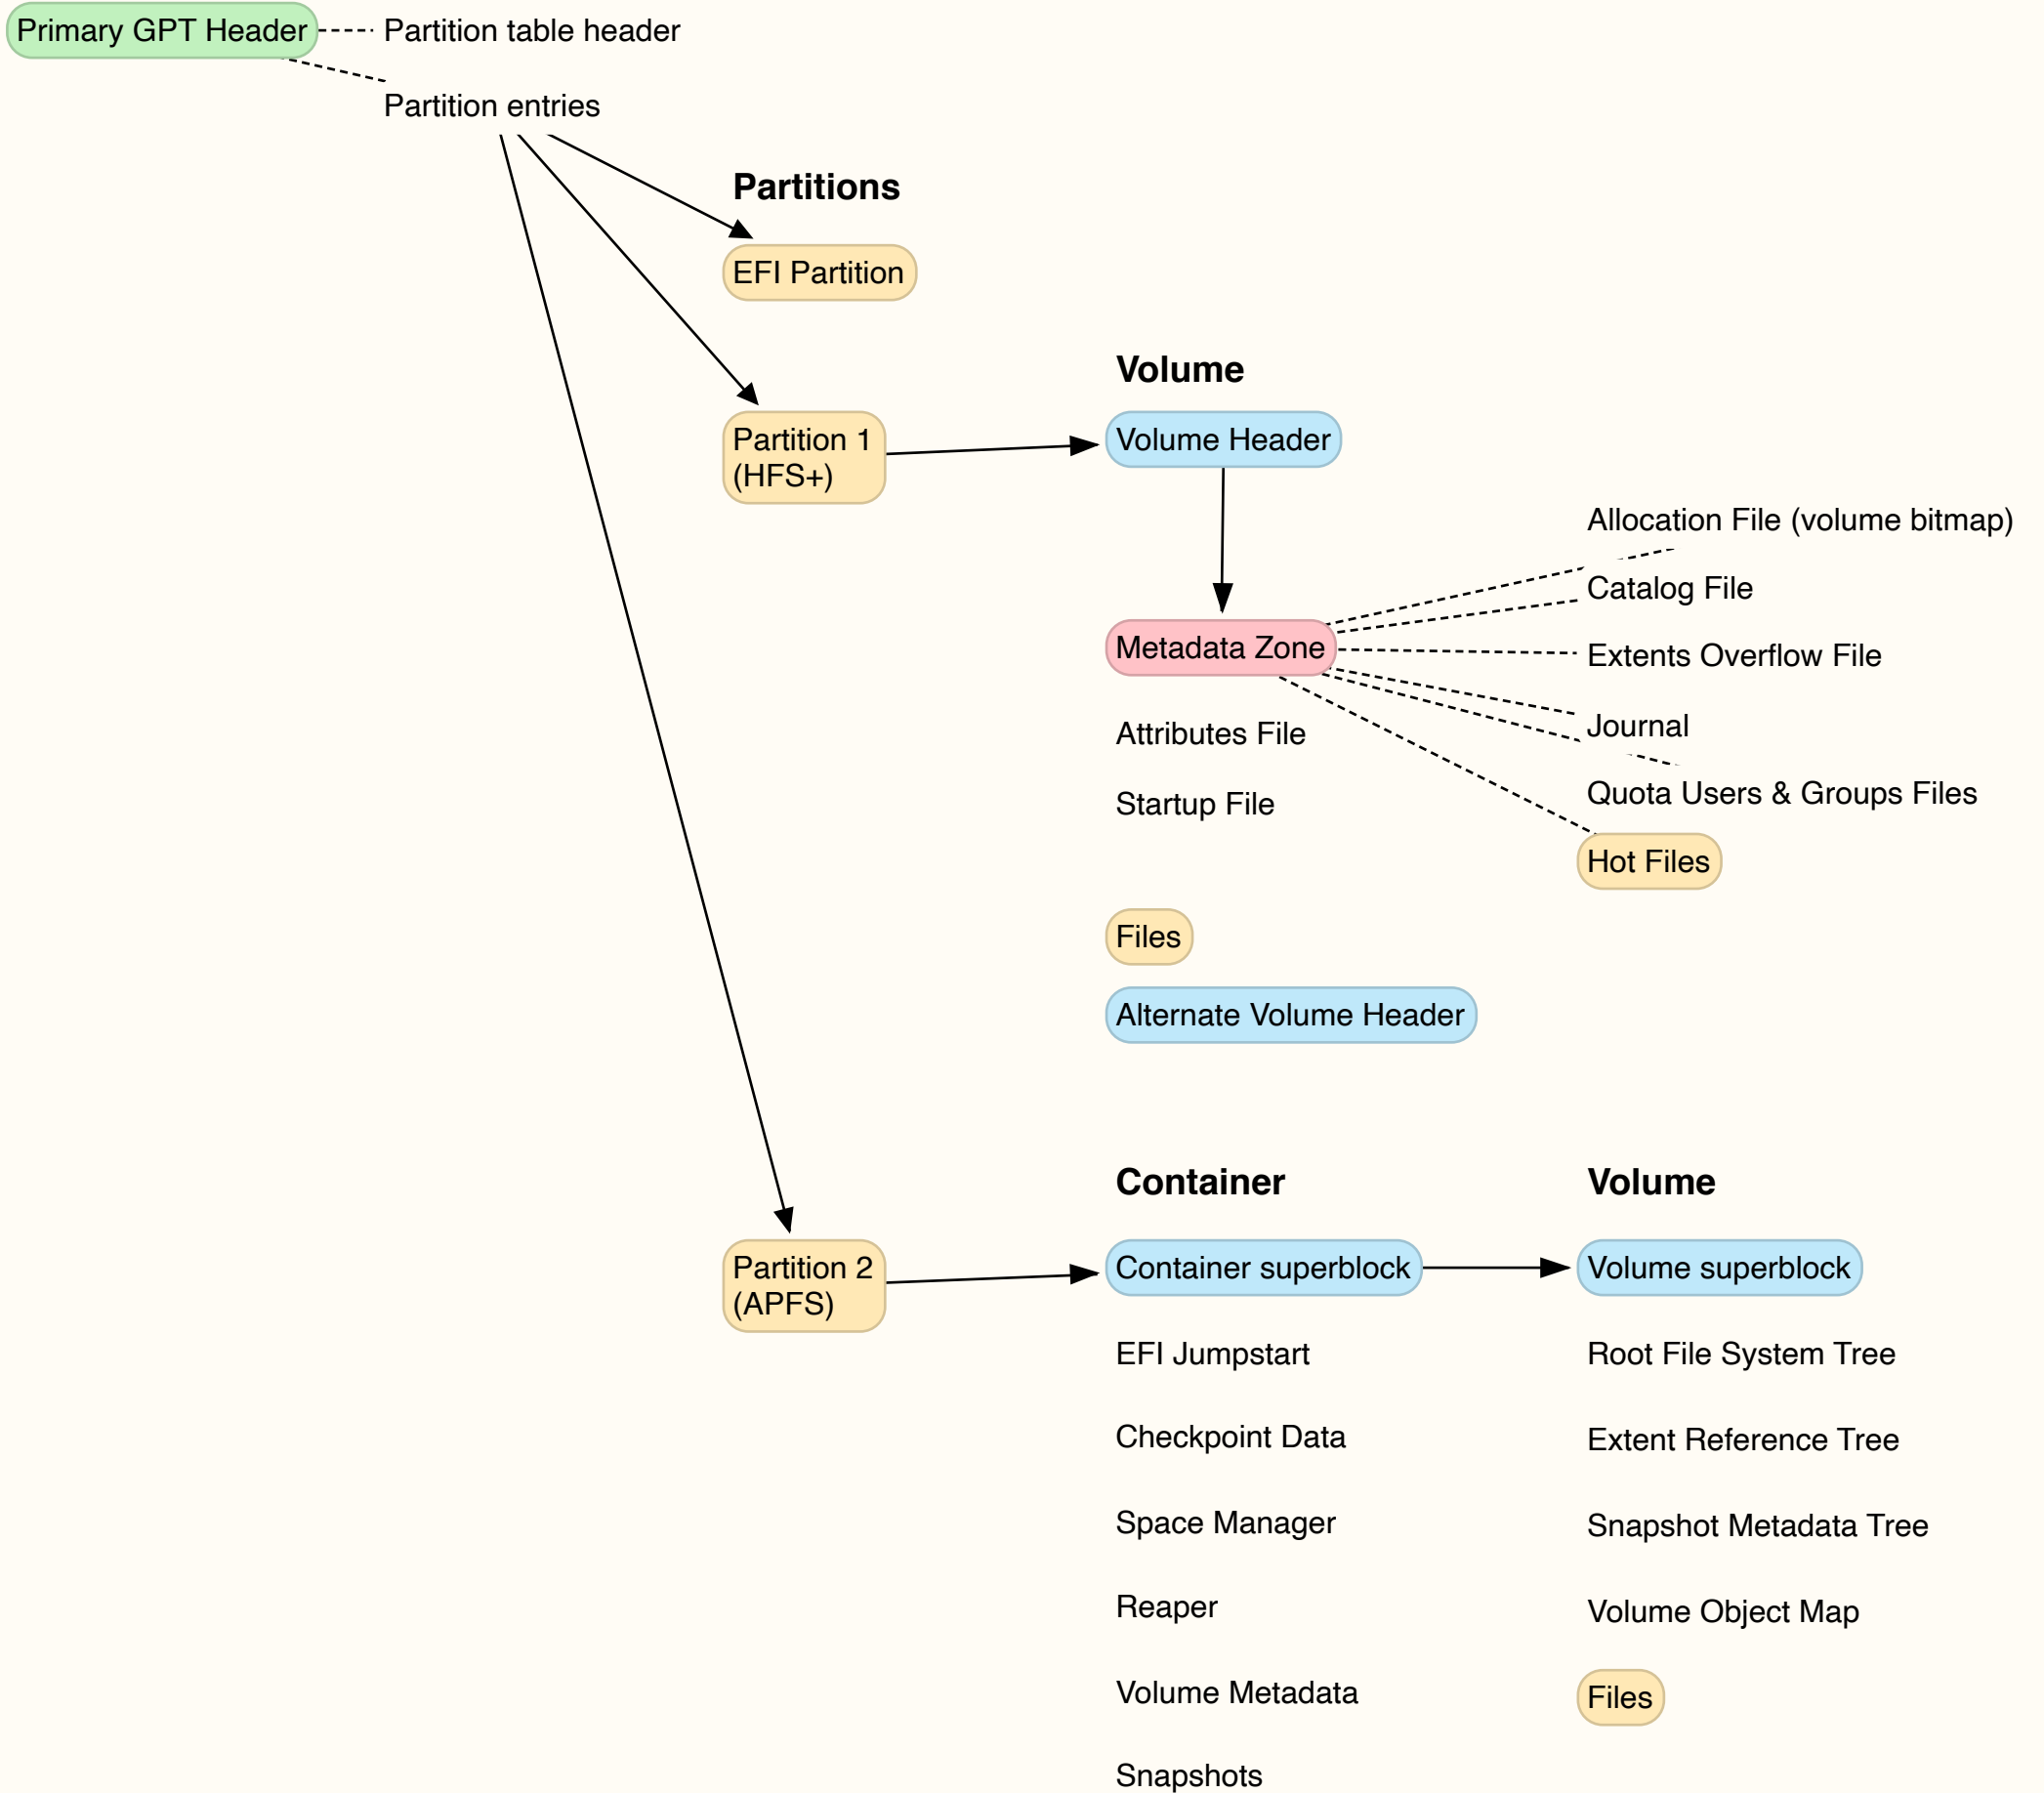 Primary GPT Header
Partition table header
Partition entries
Partitions
EFI Partition
Partition 1
(HFS+)
Volume
Volume Header
Metadata Zone
Allocation File (volume bitmap)
Catalog File
Extents Overflow File
Journal
Quota Users & Groups Files
Hot Files
Attributes File
Startup File
Files
Alternate Volume Header
Partition 2
(APFS)
Container
Container superblock
EFI Jumpstart
Checkpoint Data
Space Manager
Reaper
Volume Metadata
Snapshots
Volume
Volume superblock
Root File System Tree
Extent Reference Tree
Snapshot Metadata Tree
Volume Object Map
Files